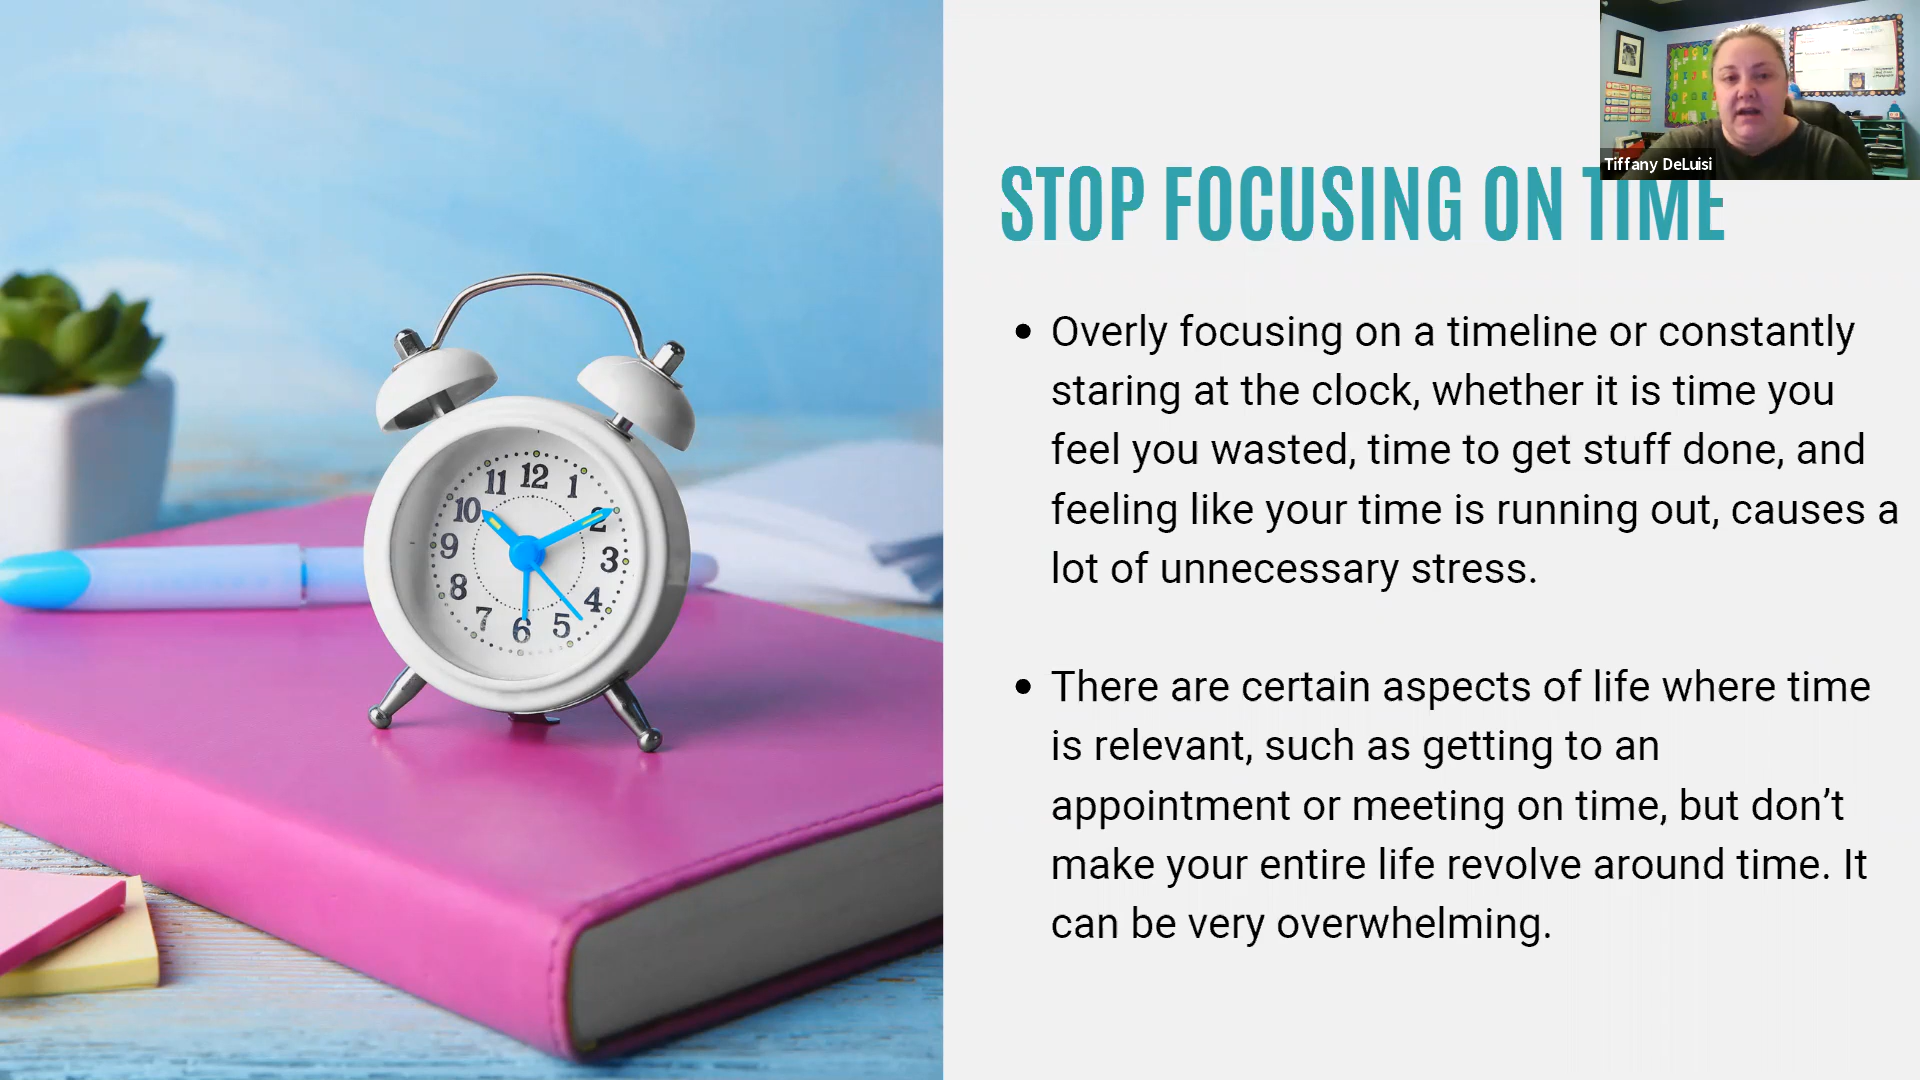 Tiffany DeLuisi
STOP FOCUSING ON TIME
• Overly focusing on a timeline or constantly
staring at the clock, whether it is time you
feel you wasted, time to get stuff done, and
feeling like your time is running out, causes a
lot of unnecessary stress.
• There are certain aspects of life where time
is relevant, such as getting to an
appointment or meeting on time, but don’t
make your entire life revolve around time. It
can be very overwhelming.
12
1
2
3
4
5
6
7
8
9
10
11